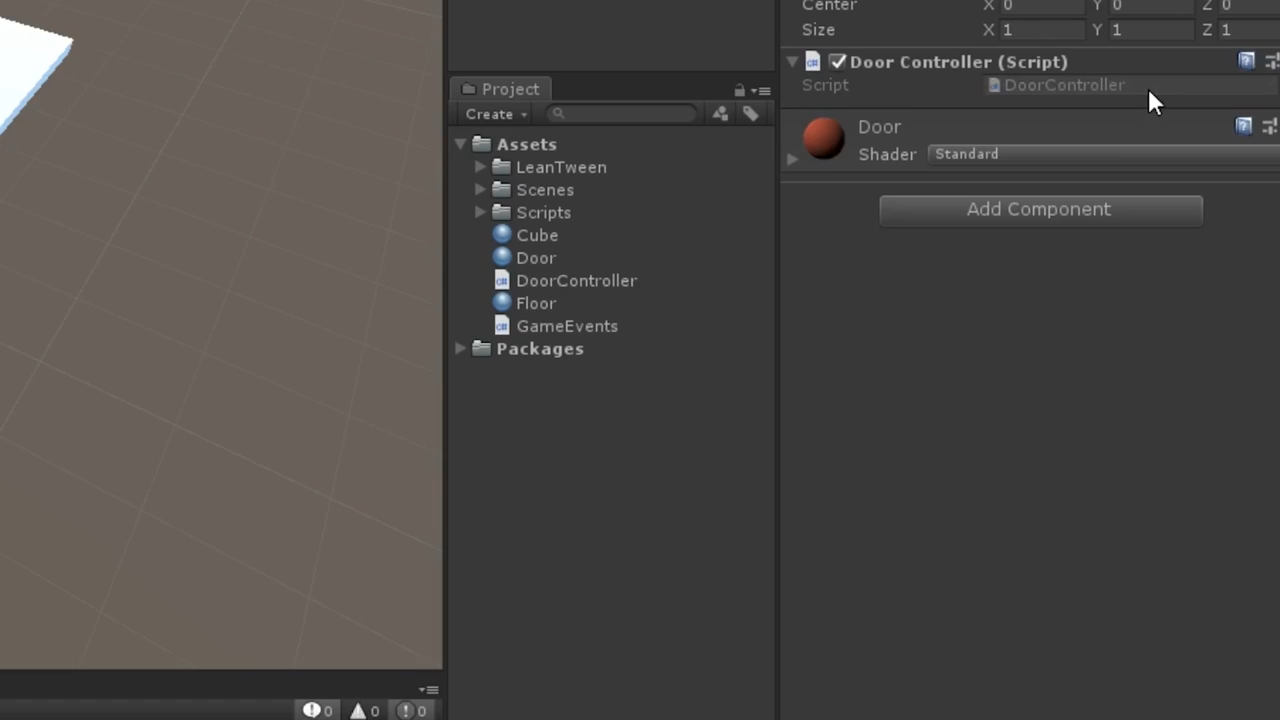 Center X 0 Y 0 Z 0
Size X 1 Y 1 Z 1
Project
Door Controller (Script)
Create
Script DoorController
Assets
LeanTween
Scenes
Scripts
Cube
Door
DoorController
Floor
GameEvents
Packages
Door
Shader Standard
Add Component
0 0 0